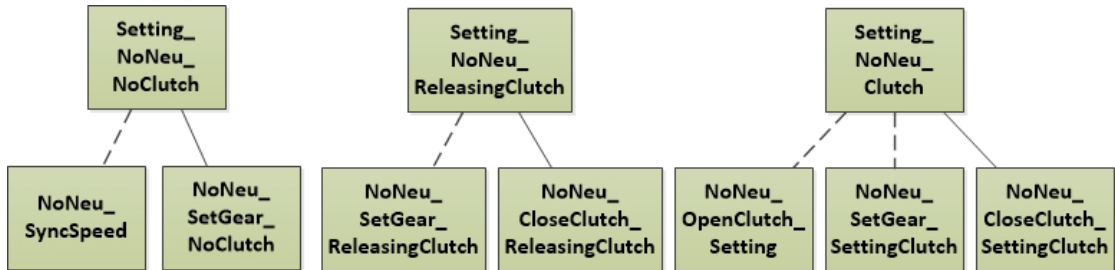 Setting_
NoNeu_
NoClutch
Setting_
NoNeu_
ReleasingClutch
Setting_
NoNeu_
Clutch
NoNeu_
SyncSpeed
NoNeu_
SetGear_
NoClutch
NoNeu_
SetGear_
ReleasingClutch
NoNeu_
CloseClutch_
ReleasingClutch
NoNeu_
OpenClutch_
Setting
NoNeu_
SetGear_
SettingClutch
NoNeu_
CloseClutch_
SettingClutch